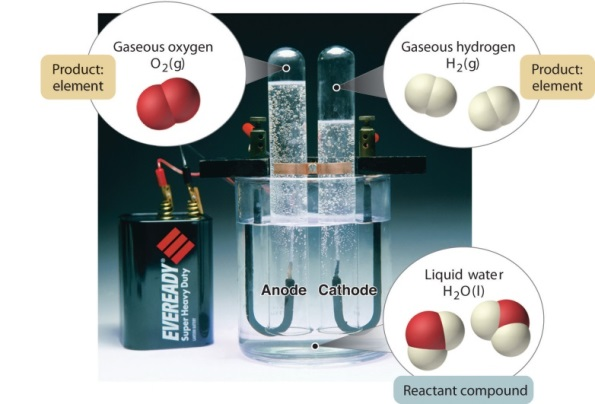 Gaseous oxygen
O2(g)
Product:
element
Gaseous hydrogen
H2(g)
Product:
element
EVEREADY
Super Heavy Duty
Anode
Cathode
Liquid water
H2O(l)
Reactant compound